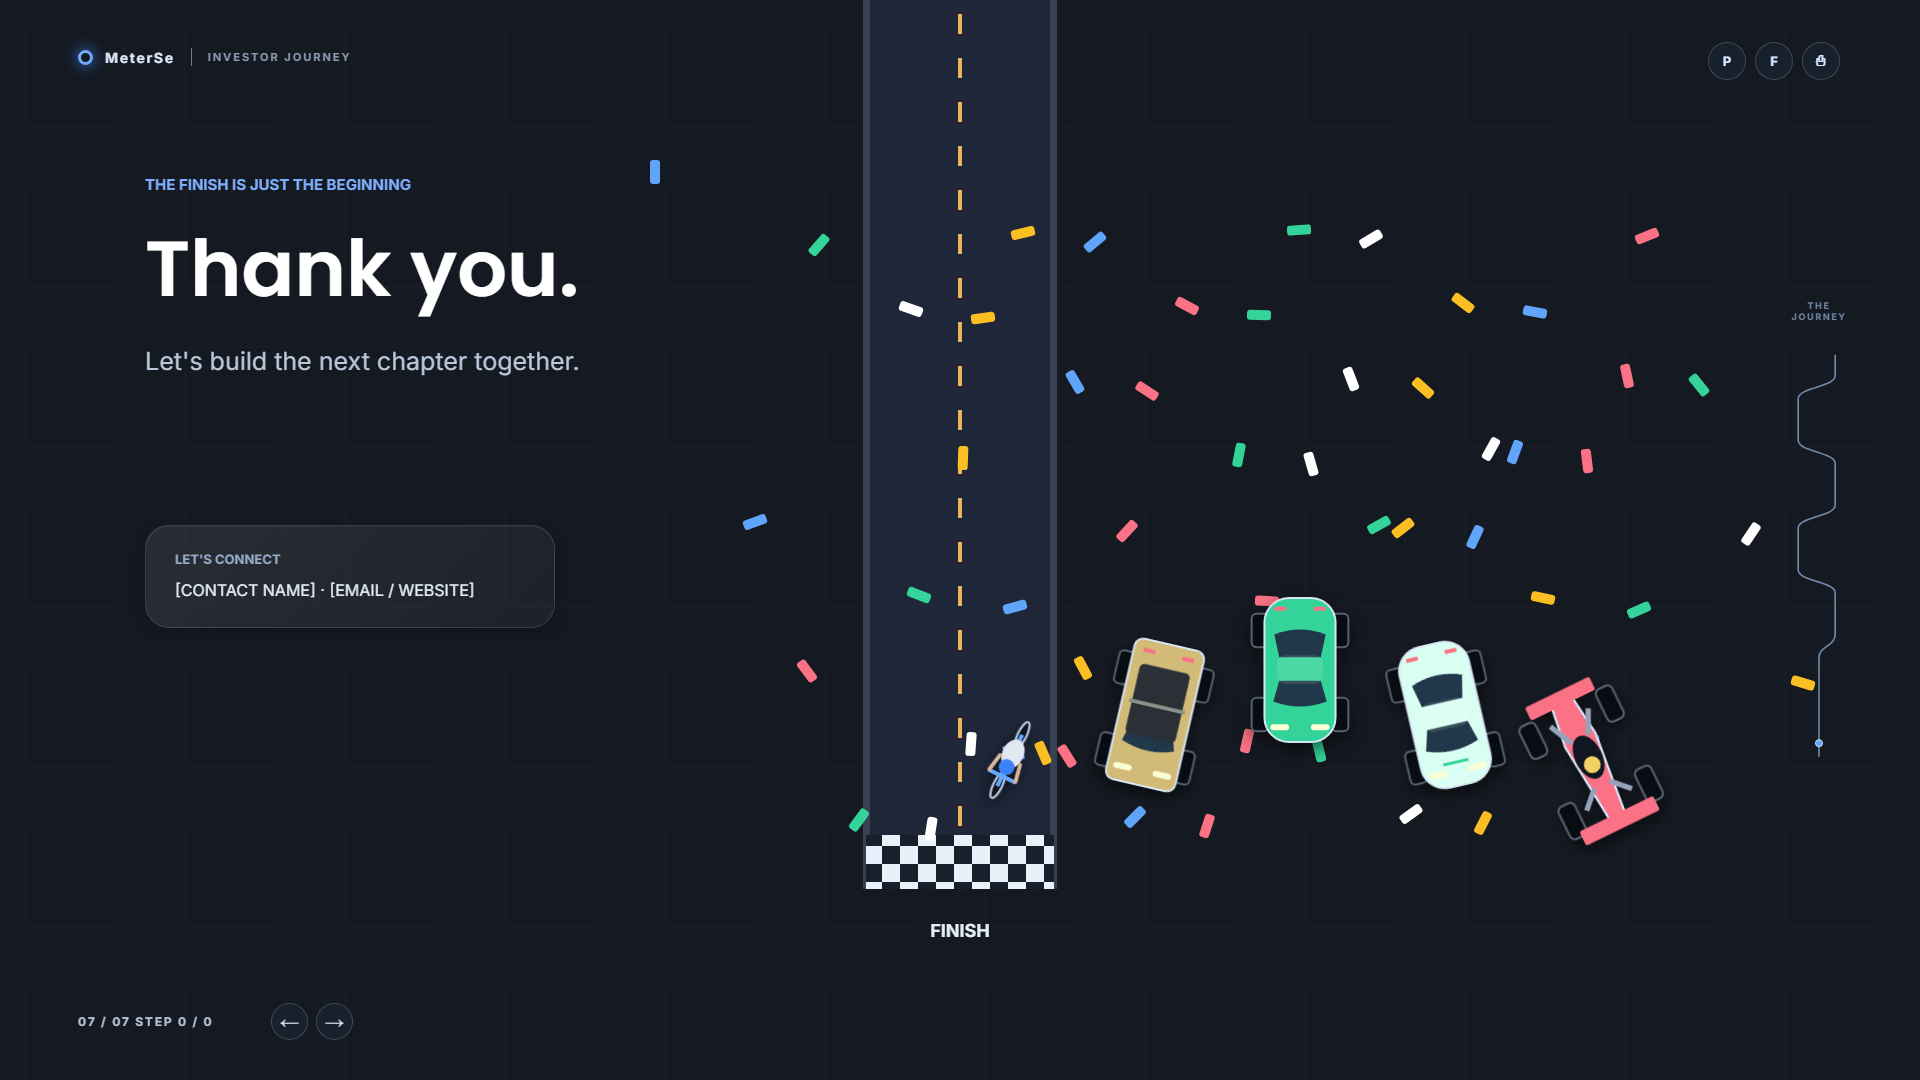 MeterSe | INVESTOR JOURNEY
P F
THE FINISH IS JUST THE BEGINNING
Thank you.
Let's build the next chapter together.
LET'S CONNECT
[CONTACT NAME] · [EMAIL / WEBSITE]
THE
JOURNEY
FINISH
07 / 07 STEP 0 / 0 ← →